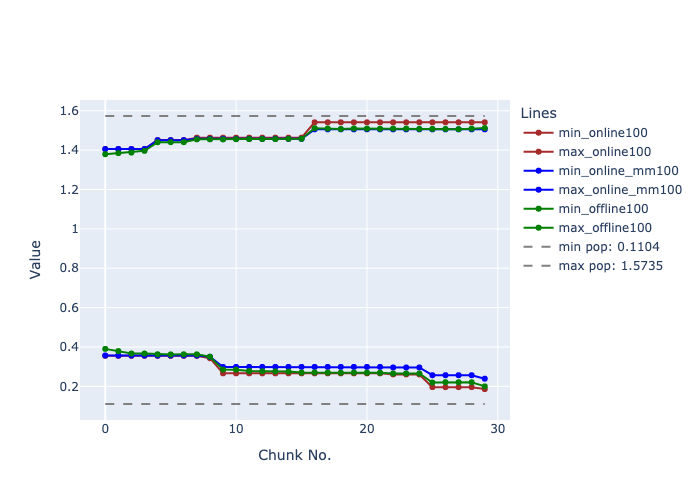 Lines
min_online100
max_online100
min_online_mm100
max_online_mm100
min_offline100
max_offline100
min pop: 0.1104
max pop: 1.5735
1.6
1.4
1.2
1
0.8
0.6
0.4
0.2
Value
0 10 20 30
Chunk No.